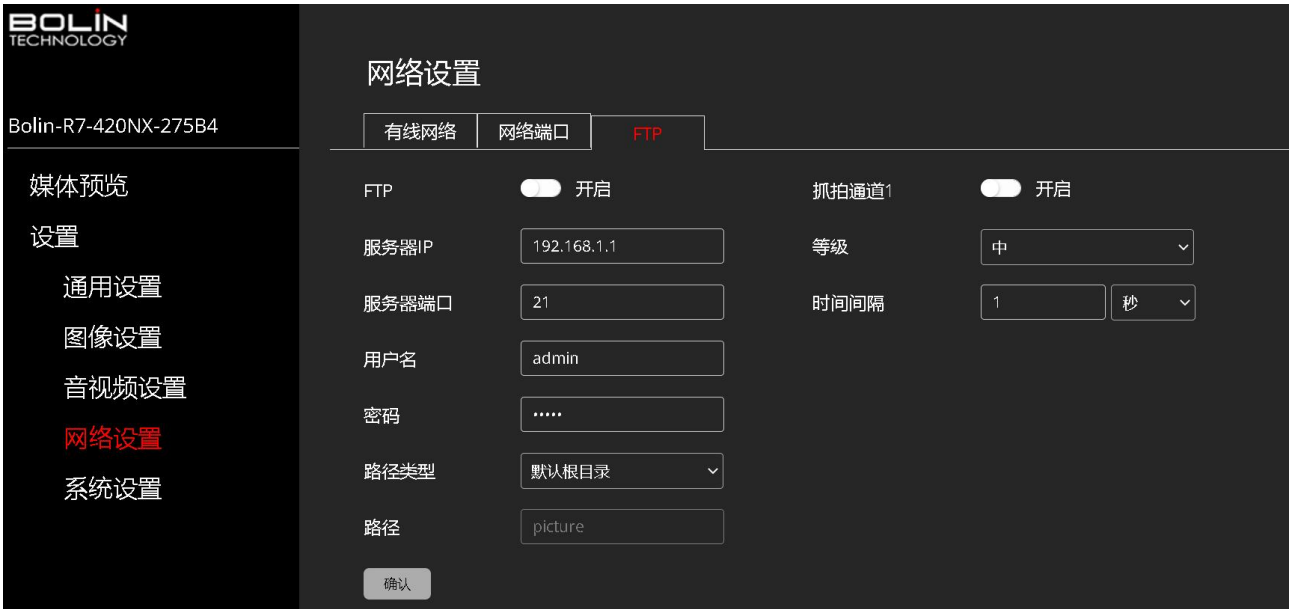 BOLIN
TECHNOLOGY
Bolin-R7-420NX-275B4
媒体预览
设置
通用设置
图像设置
音视频设置
网络设置
系统设置
网络设置
有线网络 网络端口 FTP
FTP 开启 抓拍通道1 开启
服务器IP 192.168.1.1 等级 中
服务器端口 21 时间间隔 1 秒
用户名 admin
密码 •••••
路径类型 默认根目录
路径 picture
确认